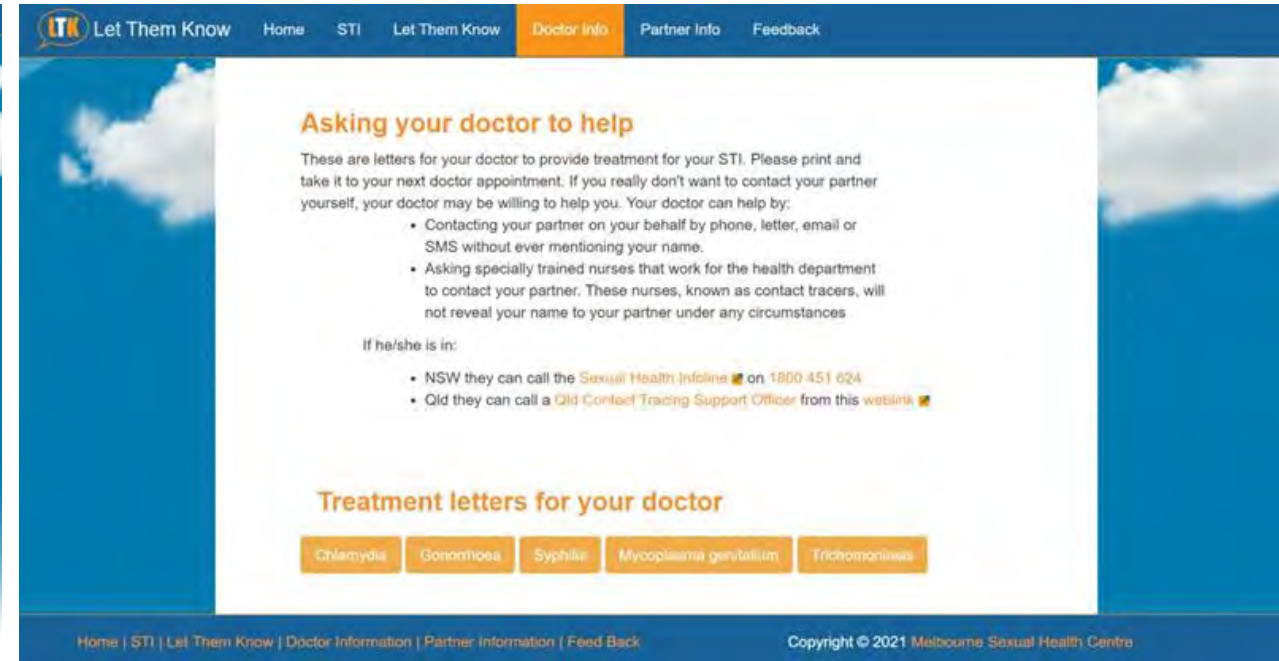 LTK Let Them Know Home STI Let Them Know Doctor Info Partner Info Feedback
Asking your doctor to help
These are letters for your doctor to provide treatment for your STI. Please print and
take it to your next doctor appointment. If you really don't want to contact your partner
yourself, your doctor may be willing to help you. Your doctor can help by:
• Contacting your partner on your behalf by phone, letter, email or
SMS without ever mentioning your name.
• Asking specially trained nurses that work for the health department
to contact your partner. These nurses, known as contact tracers, will
not reveal your name to your partner under any circumstances
If he/she is in:
• NSW they can call the Sexual Health Infoline on 1800 451 624
• Qld they can call a Qld Contact Tracing Support Officer from this weblink
Treatment letters for your doctor
Chlamydia Gonorrhoea Syphilis Mycoplasma genitalium Trichomoniasis
Home | STI | Let Them Know | Doctor Information | Partner Information | Feed Back Copyright © 2021 Melbourne Sexual Health Centre